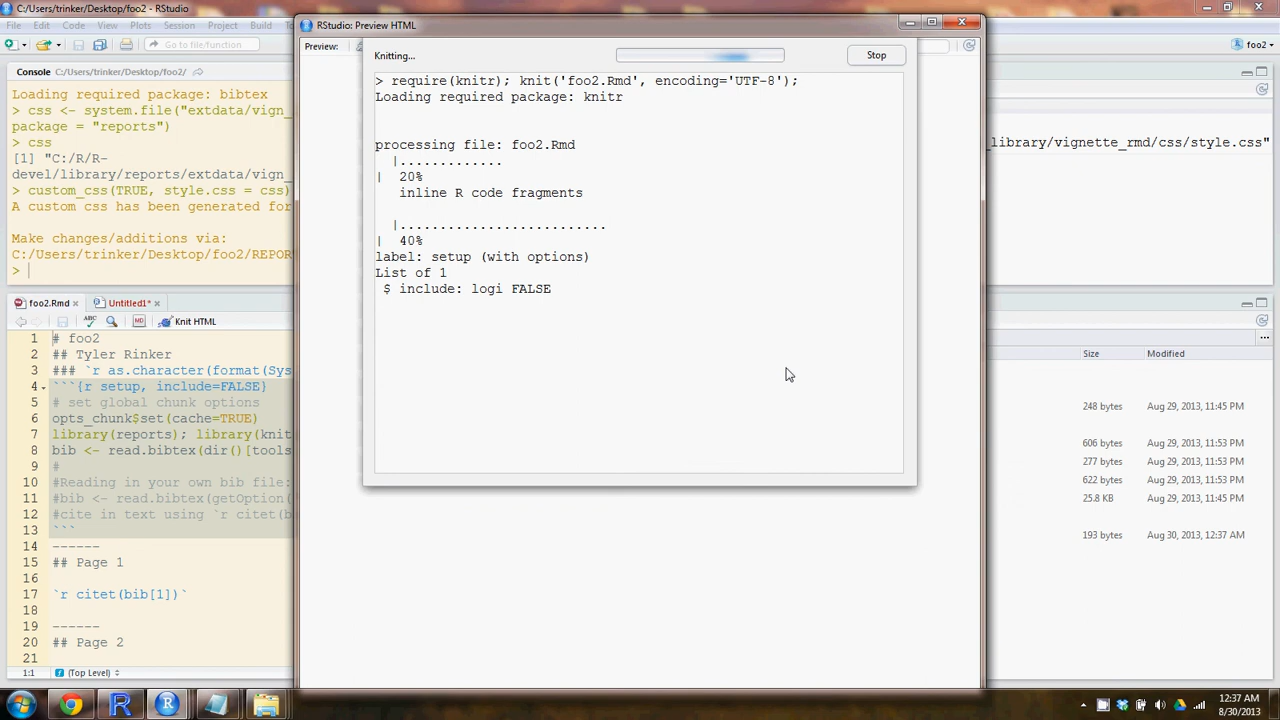 C:/Users/trinker/Desktop/foo2 - RStudio
File Edit Code View Plots Session Project Build
Go to file/function
foo2
Console C:/Users/trinker/Desktop/foo2/
Loading required package: bibtex
> css <- system.file("extdata/vign_
package = "reports")
> css
[1] "C:/R/R-
devel/library/reports/extdata/vign_
> custom_css(TRUE, style.css = css)
A custom css has been generated for
Make changes/additions via:
C:/Users/trinker/Desktop/foo2/REPOR
>
foo2.Rmd
Untitled1*
ABC
MD
Knit HTML
1 # foo2
2 ## Tyler Rinker
3 ### `r as.character(format(Sys
4 ```{r setup, include=FALSE}
5 # set global chunk options
6 opts_chunk$set(cache=TRUE)
7 library(reports); library(knit
8 bib <- read.bibtex(dir()[tools
9 #
10 #Reading in your own bib file:
11 #bib <- read.bibtex(getOption(
12 #cite in text using `r citet(b
13 ```
14 ------
15 ## Page 1
16
17 `r citet(bib[1])`
18
19 ------
20 ## Page 2
21
1:1 (Top Level)
RStudio: Preview HTML
Preview:
Knitting...
Stop
> require(knitr); knit('foo2.Rmd', encoding='UTF-8');
Loading required package: knitr
processing file: foo2.Rmd
|.............
| 20%
inline R code fragments
|..........................
| 40%
label: setup (with options)
List of 1
$ include: logi FALSE
_library/vignette_rmd/css/style.css"
Size Modified
248 bytes Aug 29, 2013, 11:45 PM
606 bytes Aug 29, 2013, 11:53 PM
277 bytes Aug 29, 2013, 11:53 PM
622 bytes Aug 29, 2013, 11:53 PM
25.8 KB Aug 29, 2013, 11:45 PM
193 bytes Aug 30, 2013, 12:37 AM
12:37 AM
8/30/2013